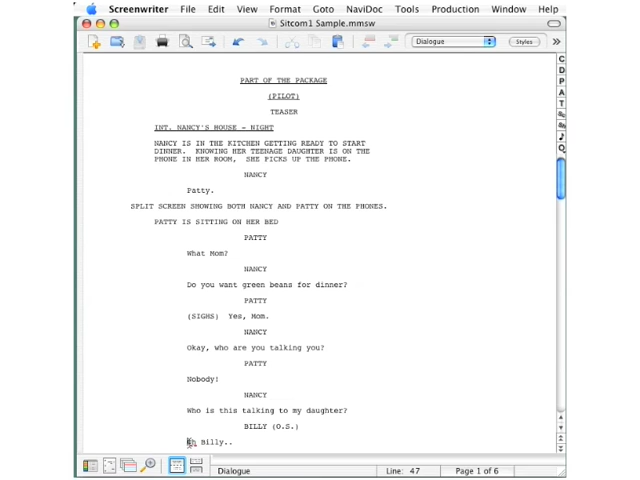 Screenwriter File Edit Format Goto NaviDoc Tools Production Window Help
Sitcom1 Sample.mmsw
Dialogue Styles
C
D
P
A
T
Q
PART OF THE PACKAGE
(PILOT)
TEASER
INT. NANCY'S HOUSE - NIGHT
NANCY IS IN THE KITCHEN GETTING READY TO START
DINNER. KNOWING HER TEENAGE DAUGHTER IS ON THE
PHONE IN HER ROOM, SHE PICKS UP THE PHONE.
NANCY
Patty.
SPLIT SCREEN SHOWING BOTH NANCY AND PATTY ON THE PHONES.
PATTY IS SITTING ON HER BED
PATTY
What Mom?
NANCY
Do you want green beans for dinner?
PATTY
(SIGHS) Yes, Mom.
NANCY
Okay, who are you talking you?
PATTY
Nobody!
NANCY
Who is this talking to my daughter?
BILLY (O.S.)
Billy..
Dialogue Line: 47 Page 1 of 6